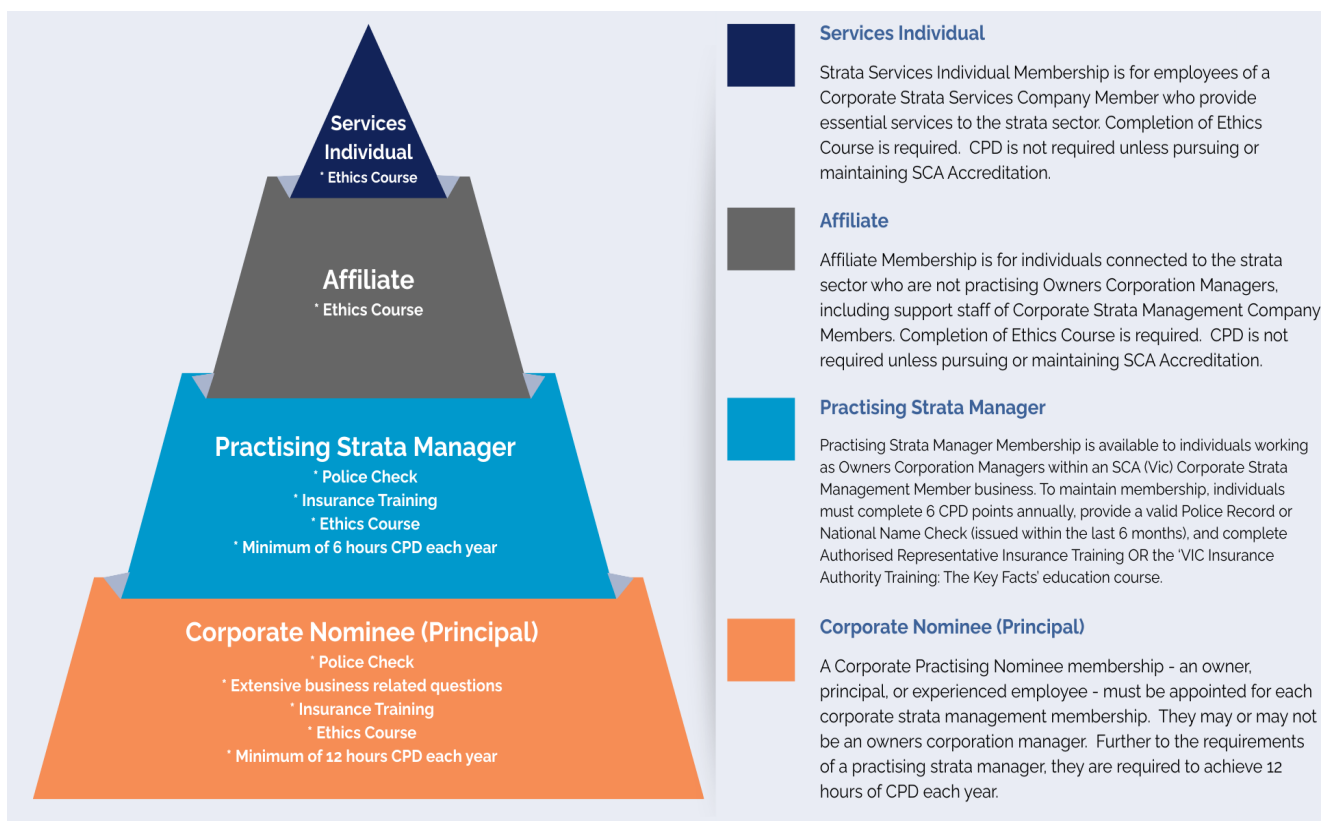 Services
Individual
* Ethics Course
Affiliate
* Ethics Course
Practising Strata Manager
* Police Check
* Insurance Training
* Ethics Course
* Minimum of 6 hours CPD each year
Corporate Nominee (Principal)
* Police Check
* Extensive business related questions
* Insurance Training
* Ethics Course
* Minimum of 12 hours CPD each year
Services Individual
Strata Services Individual Membership is for employees of a
Corporate Strata Services Company Member who provide
essential services to the strata sector. Completion of Ethics
Course is required.  CPD is not required unless pursuing or
maintaining SCA Accreditation.
Affiliate
Affiliate Membership is for individuals connected to the strata
sector who are not practising Owners Corporation Managers,
including support staff of Corporate Strata Management Company
Members. Completion of Ethics Course is required.  CPD is not
required unless pursuing or maintaining SCA Accreditation.
Practising Strata Manager
Practising Strata Manager Membership is available to individuals working
as Owners Corporation Managers within an SCA (Vic) Corporate Strata
Management Member business. To maintain membership, individuals
must complete 6 CPD points annually, provide a valid Police Record or
National Name Check (issued within the last 6 months), and complete
Authorised Representative Insurance Training OR the ‘VIC Insurance
Authority Training: The Key Facts’ education course.
Corporate Nominee (Principal)
A Corporate Practising Nominee membership - an owner,
principal, or experienced employee - must be appointed for each
corporate strata management membership.  They may or may not
be an owners corporation manager.  Further to the requirements
of a practising strata manager, they are required to achieve 12
hours of CPD each year.